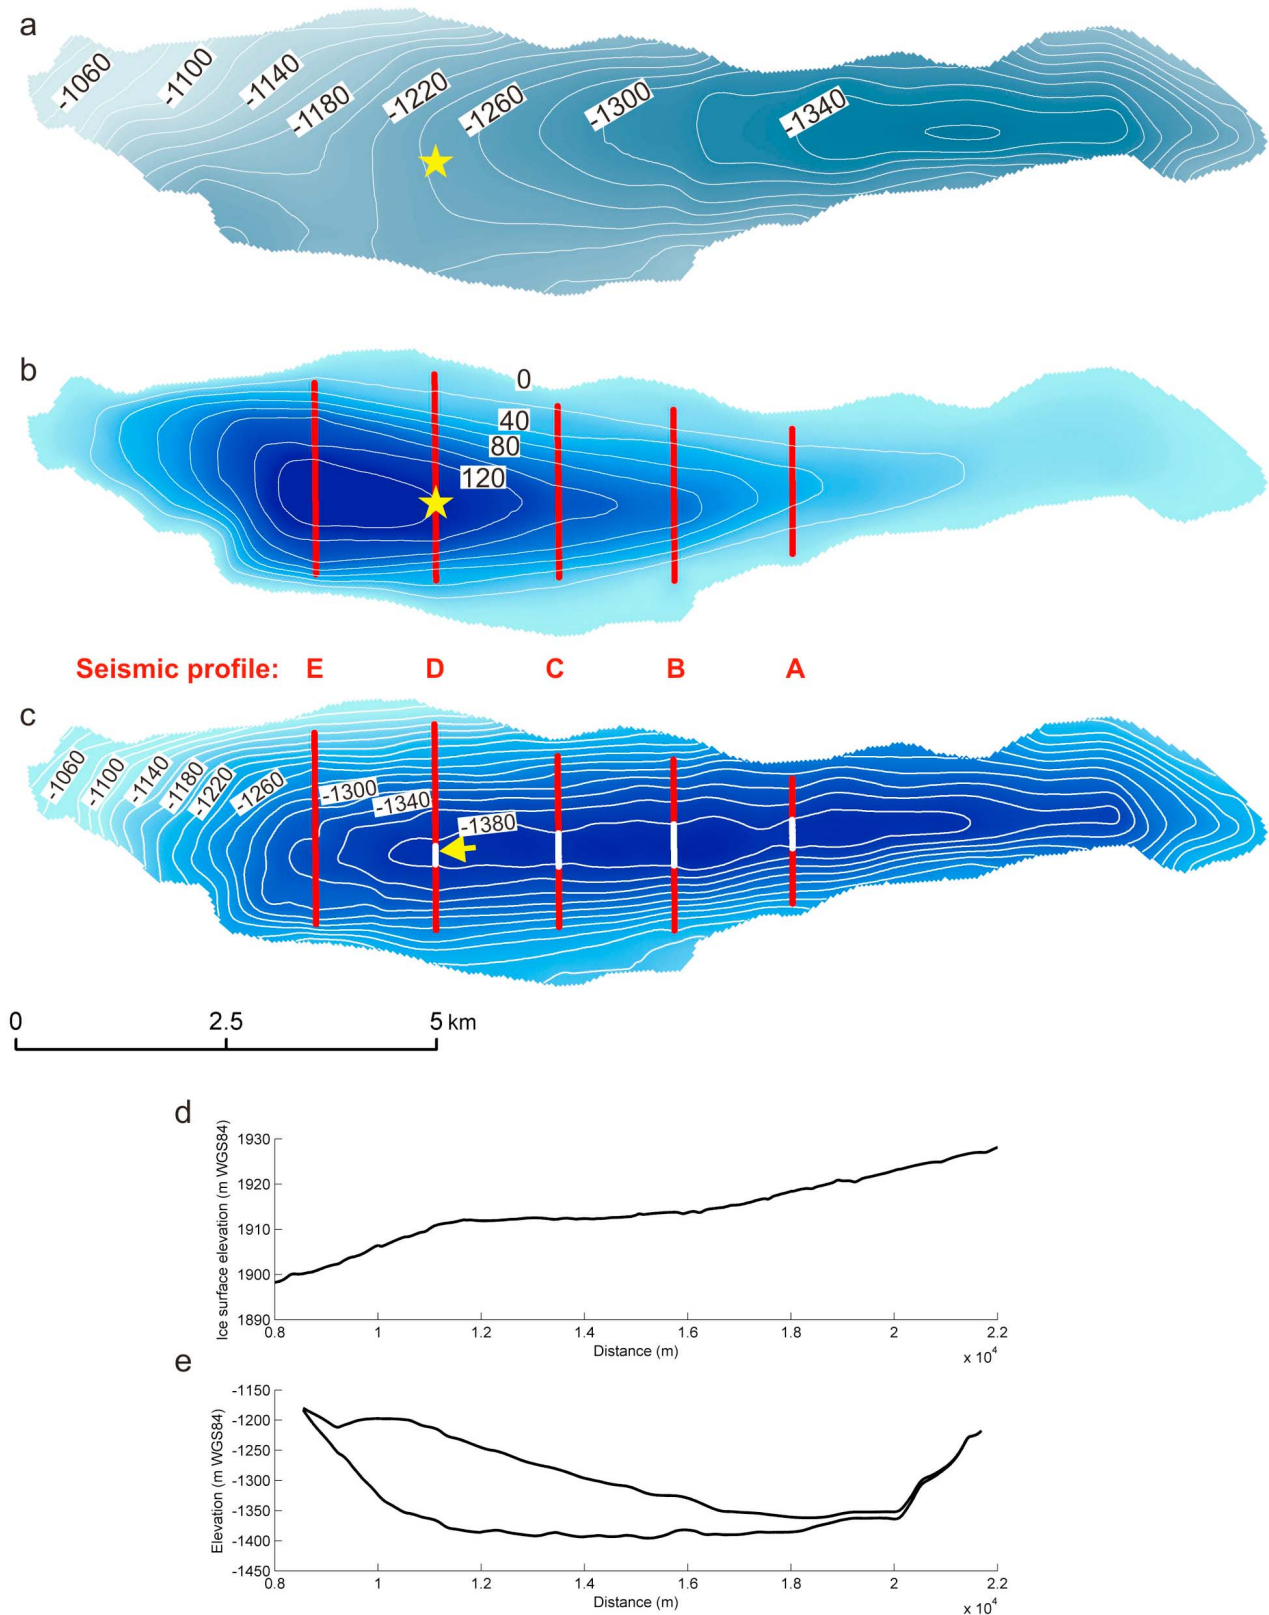 a
-1060
-1100
-1140
-1180
-1220
-1260
-1300
-1340
b
0
40
80
120
Seismic profile: E D C B A
c
-1060
-1100
-1140
-1180
-1220
-1260
-1300
-1340
-1380
0 2.5 5 km
d
Ice surface elevation (m WGS84)
1930
1920
1910
1900
1890
0.8 1 1.2 1.4 1.6 1.8 2 2.2
Distance (m)
x 10⁴
e
Elevation (m WGS84)
-1150
-1200
-1250
-1300
-1350
-1400
-1450
0.8 1 1.2 1.4 1.6 1.8 2 2.2
Distance (m)
x 10⁴